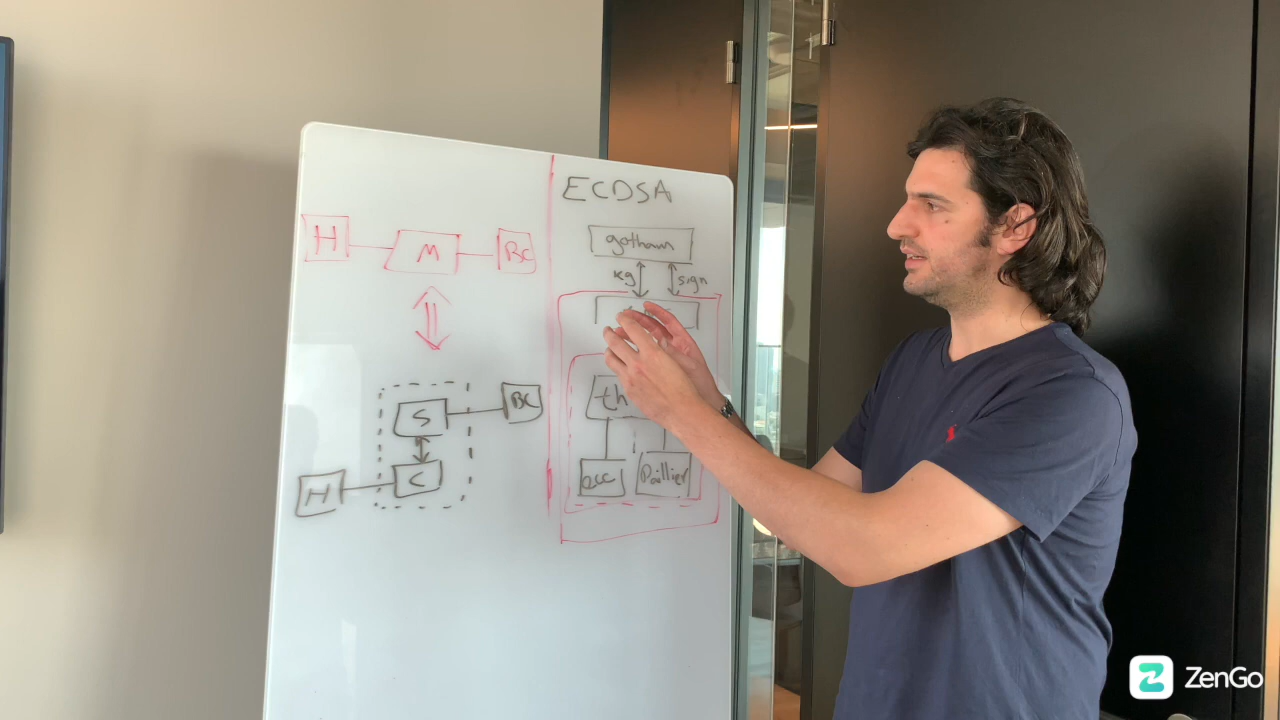 ECDSA
H
M
BC
gotham
kg
sign
S
BC
C
H
th
ecc
Paillier
ZenGo